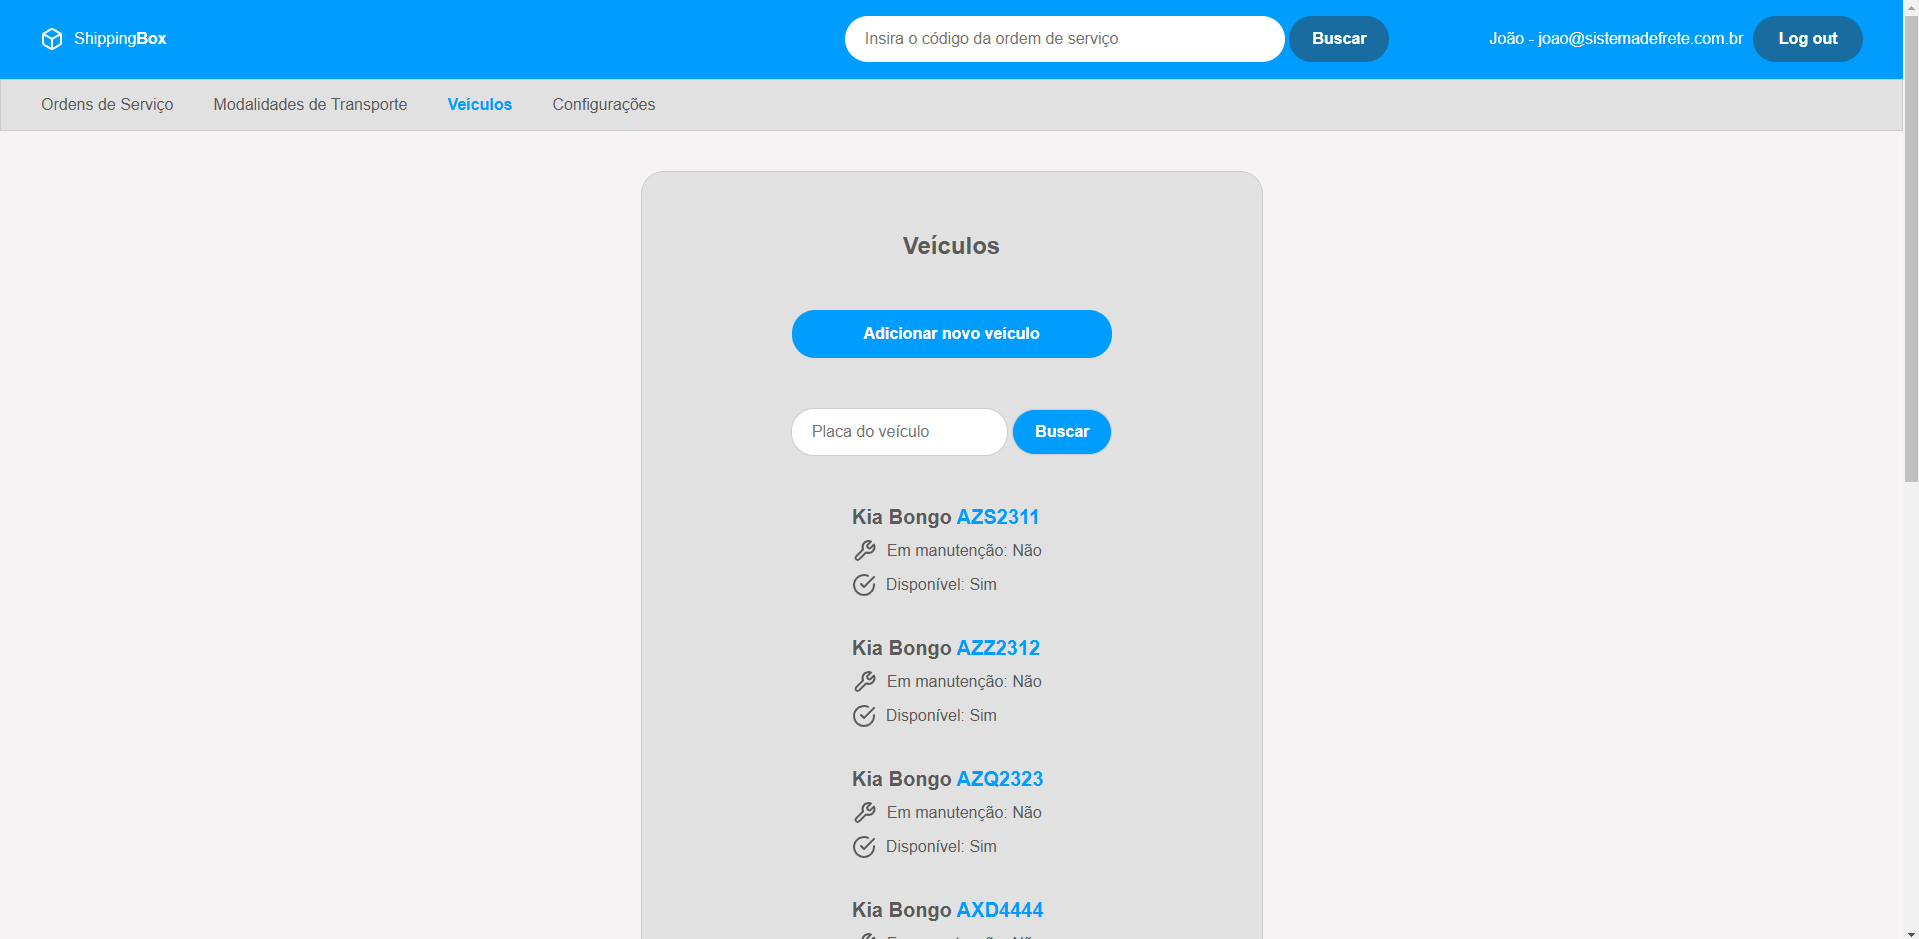 ShippingBox
Insira o código da ordem de serviço
Buscar
João - joao@sistemadefrete.com.br
Log out
Ordens de Serviço
Modalidades de Transporte
Veículos
Configurações
Veículos
Adicionar novo veículo
Placa do veículo
Buscar
Kia Bongo AZS2311
Em manutenção: Não
Disponível: Sim
Kia Bongo AZZ2312
Em manutenção: Não
Disponível: Sim
Kia Bongo AZQ2323
Em manutenção: Não
Disponível: Sim
Kia Bongo AXD4444